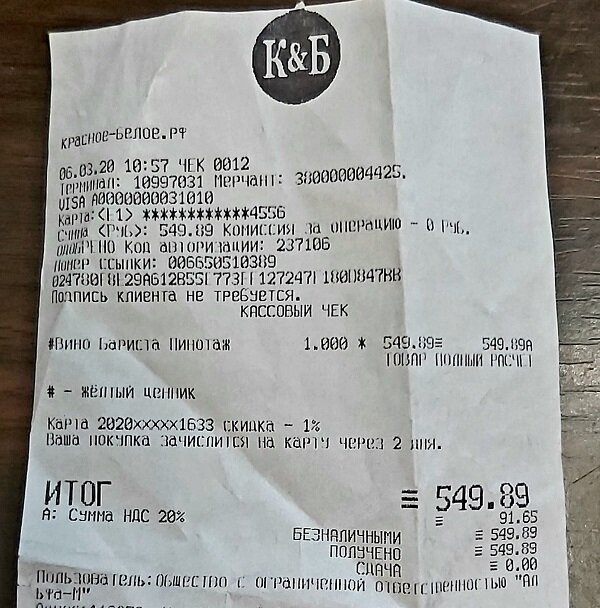 К&Б
красное-белое.рф
06.03.20 10:57 ЧЕК 0012
Терминал: 10997031 Мерчант: 380000004425.
VISA A0000000031010
Карта:<E1> ************4556
Сумма <Руб>: 549.89 Комиссия за операцию - 0 Руб.
ОДОБРЕНО Код авторизации: 237106
Номер ссылки: 006650510389
Подпись клиента не требуется.
КАССОВЫЙ ЧЕК
#Вино Бариста Пинотаж 1.000 * 549.89≡ 549.89А
ТОВАР ПОЛНЫЙ РАСЧЕТ
# - жёлтый ценник
Карта 2020xxxxx1633 скидка - 1%
Ваша покупка зачислится на карту через 2 дня.
ИТОГ ≡ 549.89
А: Сумма НДС 20% ≡ 91.65
БЕЗНАЛИЧНЫМИ ≡ 549.89
ПОЛУЧЕНО ≡ 549.89
СДАЧА ≡ 0.00
Пользователь: Общество с ограниченной ответственностью "Ал
ьфа-М"